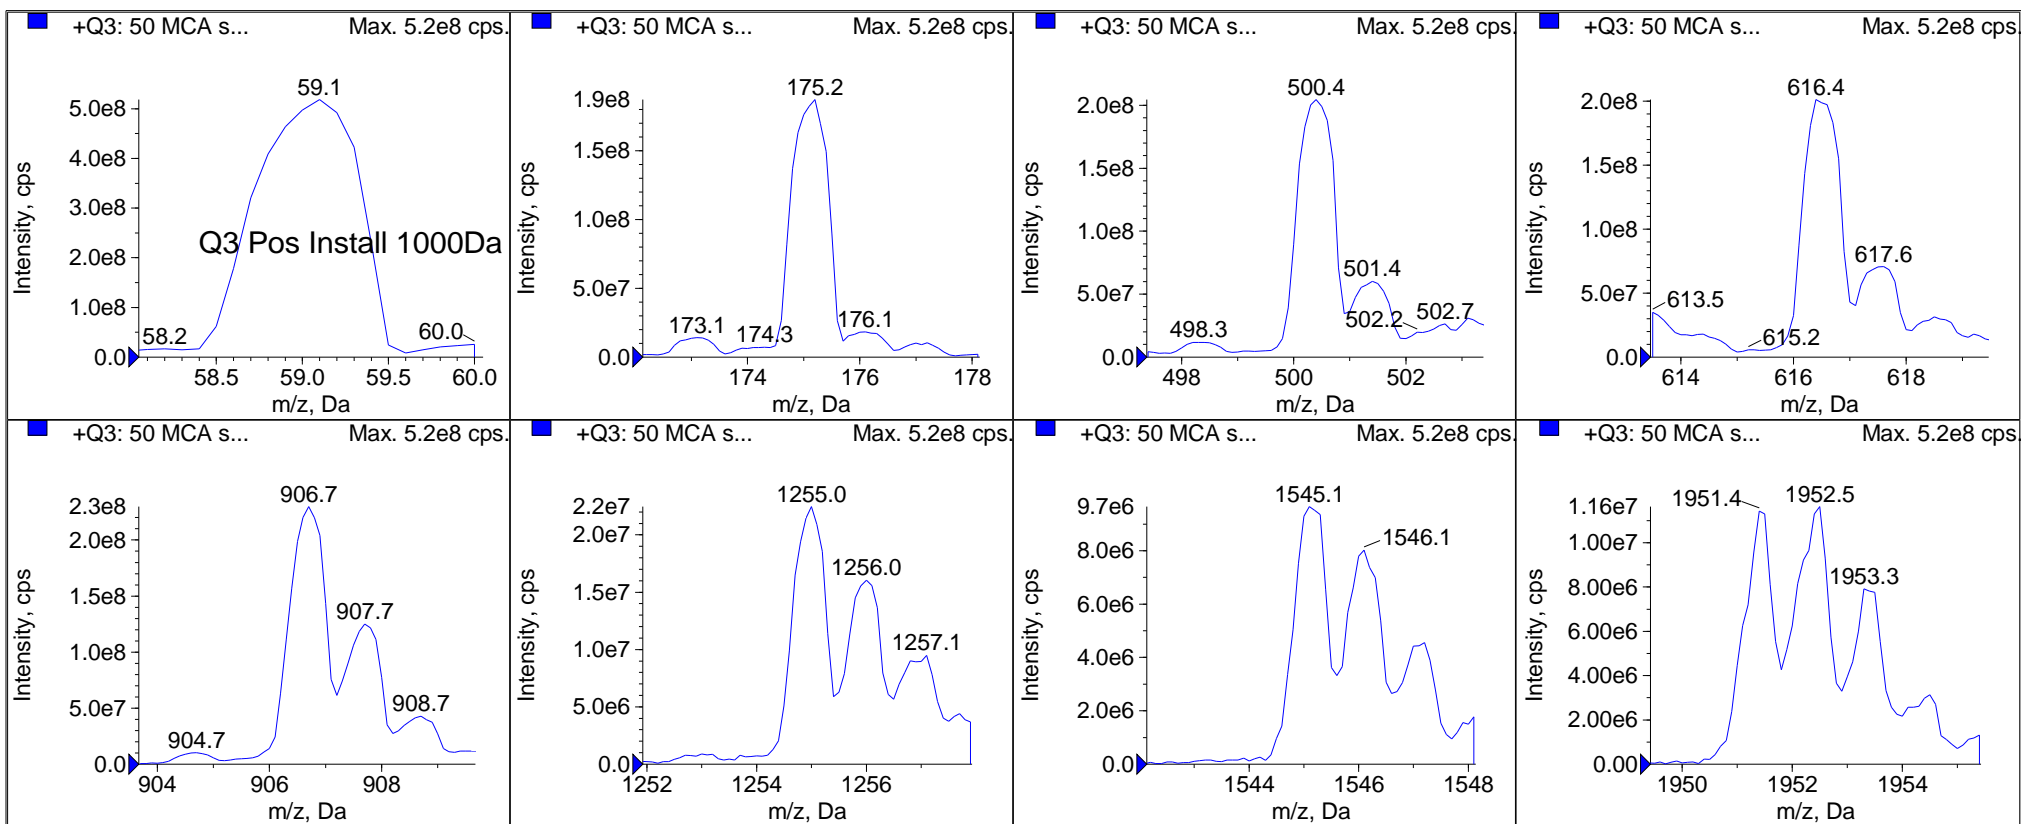 +Q3: 50 MCA s... Max. 5.2e8 cps.
59.1
5.0e8
4.0e8
3.0e8
2.0e8
1.0e8
0.0
58.2
60.0
Q3 Pos Install 1000Da
58.5 59.0 59.5 60.0
m/z, Da
Intensity, cps
+Q3: 50 MCA s... Max. 5.2e8 cps.
175.2
1.9e8
1.5e8
1.0e8
5.0e7
0.0
173.1
174.3
176.1
174 176 178
m/z, Da
Intensity, cps
+Q3: 50 MCA s... Max. 5.2e8 cps.
500.4
2.0e8
1.5e8
1.0e8
5.0e7
0.0
498.3
501.4
502.2
502.7
498 500 502
m/z, Da
Intensity, cps
+Q3: 50 MCA s... Max. 5.2e8 cps.
616.4
2.0e8
1.5e8
1.0e8
5.0e7
0.0
613.5
615.2
617.6
614 616 618
m/z, Da
Intensity, cps
+Q3: 50 MCA s... Max. 5.2e8 cps.
906.7
2.3e8
2.0e8
1.5e8
1.0e8
5.0e7
0.0
904.7
907.7
908.7
904 906 908
m/z, Da
Intensity, cps
+Q3: 50 MCA s... Max. 5.2e8 cps.
1255.0
2.2e7
2.0e7
1.5e7
1.0e7
5.0e6
0.0
1256.0
1257.1
1252 1254 1256
m/z, Da
Intensity, cps
+Q3: 50 MCA s... Max. 5.2e8 cps.
1545.1
9.7e6
8.0e6
6.0e6
4.0e6
2.0e6
0.0
1546.1
1544 1546 1548
m/z, Da
Intensity, cps
+Q3: 50 MCA s... Max. 5.2e8 cps.
1951.4
1952.5
1.16e7
1.00e7
8.00e6
6.00e6
4.00e6
2.00e6
0.00
1953.3
1950 1952 1954
m/z, Da
Intensity, cps